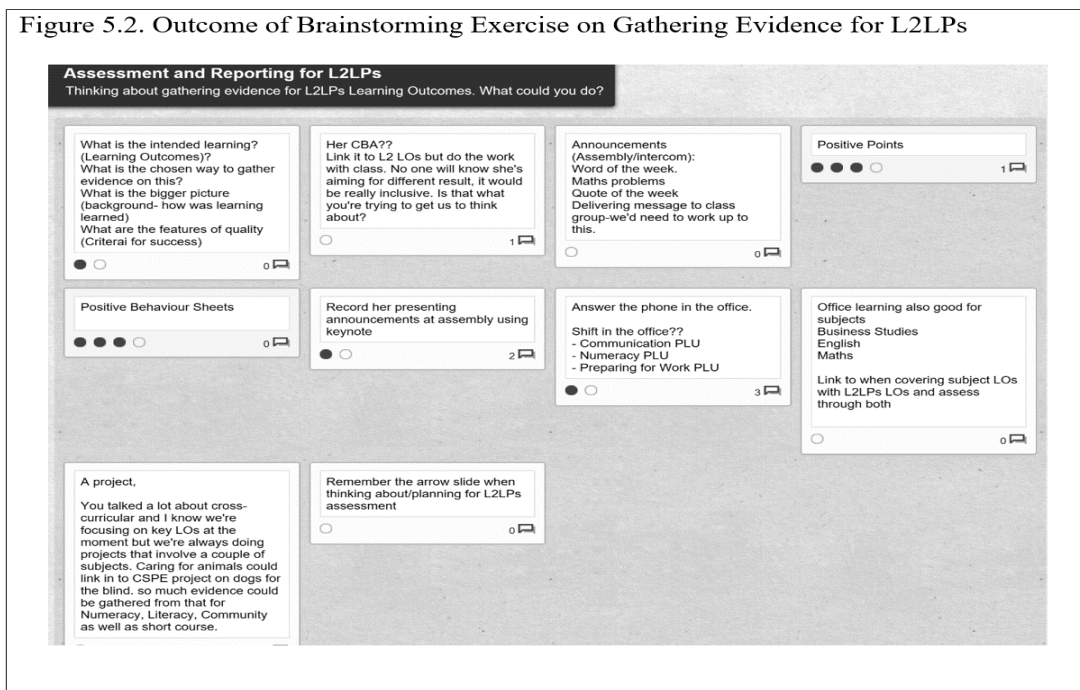 Figure 5.2. Outcome of Brainstorming Exercise on Gathering Evidence for L2LPs
Assessment and Reporting for L2LPs
Thinking about gathering evidence for L2LPs Learning Outcomes. What could you do?
What is the intended learning?
(Learning Outcomes)?
What is the chosen way to gather
evidence on this?
What is the bigger picture
(background- how was learning
learned)
What are the features of quality
(Criterai for success)
0
Her CBA??
Link it to L2 LOs but do the work
with class. No one will know she's
aiming for different result, it would
be really inclusive. Is that what
you're trying to get us to think
about?
1
Announcements
(Assembly/intercom):
Word of the week.
Maths problems
Quote of the week
Delivering message to class
group-we'd need to work up to
this.
0
Positive Points
1
Positive Behaviour Sheets
0
Record her presenting
announcements at assembly using
keynote
2
Answer the phone in the office.
Shift in the office??
- Communication PLU
- Numeracy PLU
- Preparing for Work PLU
3
Office learning also good for
subjects
Business Studies
English
Maths
Link to when covering subject LOs
with L2LPs LOs and assess
through both
0
A project,
You talked a lot about cross-
curricular and I know we're
focusing on key LOs at the
moment but we're always doing
projects that involve a couple of
subjects. Caring for animals could
link in to CSPE project on dogs for
the blind. so much evidence could
be gathered from that for
Numeracy, Literacy, Community
as well as short course.
Remember the arrow slide when
thinking about/planning for L2LPs
assessment
0